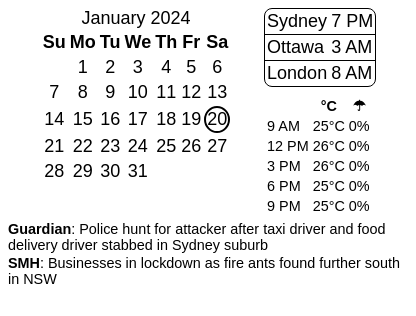 January 2024
Su Mo Tu We Th Fr Sa
1 2 3 4 5 6
7 8 9 10 11 12 13
14 15 16 17 18 19 20
21 22 23 24 25 26 27
28 29 30 31
Sydney 7 PM
Ottawa 3 AM
London 8 AM
°C ☂
9 AM 25°C 0%
12 PM 26°C 0%
3 PM 26°C 0%
6 PM 25°C 0%
9 PM 25°C 0%
Guardian: Police hunt for attacker after taxi driver and food
delivery driver stabbed in Sydney suburb
SMH: Businesses in lockdown as fire ants found further south
in NSW